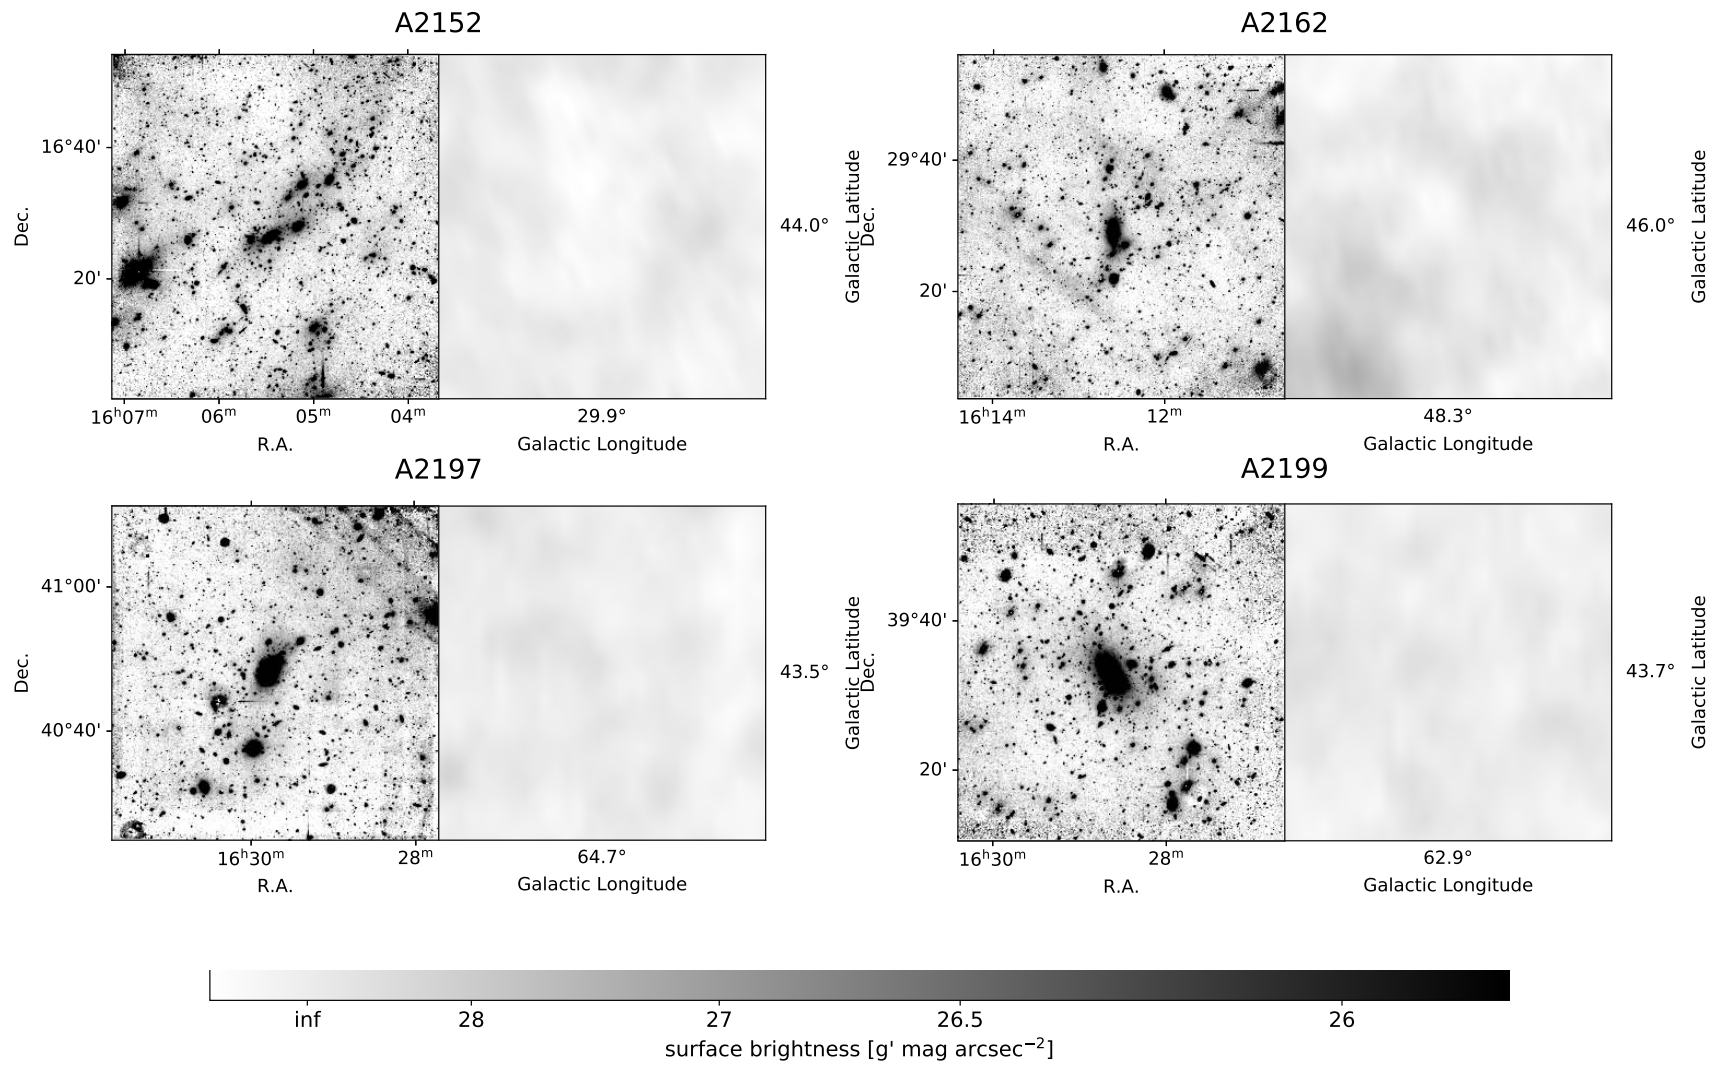 A2152
A2162
16°40'
20'
Dec.
16ʰ07ᵐ 06ᵐ 05ᵐ 04ᵐ
R.A.
29.9°
Galactic Longitude
44.0°
Galactic Latitude
29°40'
20'
Dec.
16ʰ14ᵐ 12ᵐ
R.A.
48.3°
Galactic Longitude
46.0°
Galactic Latitude
A2197
A2199
41°00'
40°40'
Dec.
16ʰ30ᵐ 28ᵐ
R.A.
64.7°
Galactic Longitude
43.5°
Galactic Latitude
39°40'
20'
Dec.
16ʰ30ᵐ 28ᵐ
R.A.
62.9°
Galactic Longitude
43.7°
Galactic Latitude
inf 28 27 26.5 26
surface brightness [g' mag arcsec⁻²]